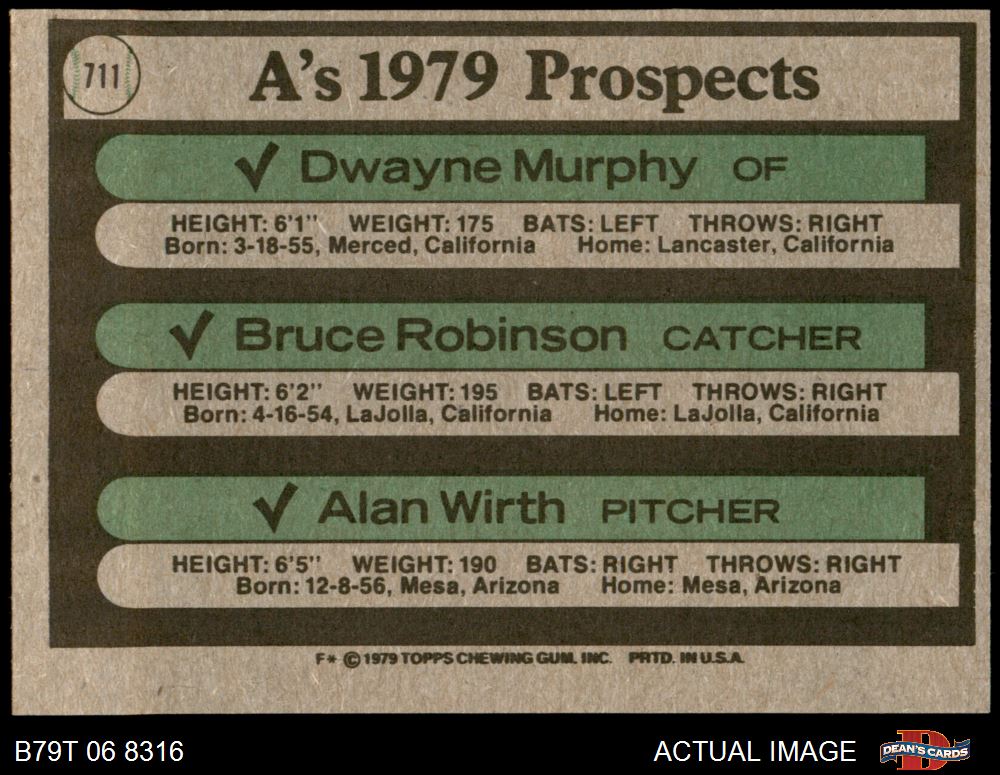 711
A's 1979 Prospects
✓ Dwayne Murphy OF
HEIGHT: 6'1" WEIGHT: 175 BATS: LEFT THROWS: RIGHT
Born: 3-18-55, Merced, California Home: Lancaster, California
✓ Bruce Robinson CATCHER
HEIGHT: 6'2" WEIGHT: 195 BATS: LEFT THROWS: RIGHT
Born: 4-16-54, LaJolla, California Home: LaJolla, California
✓ Alan Wirth PITCHER
HEIGHT: 6'5" WEIGHT: 190 BATS: RIGHT THROWS: RIGHT
Born: 12-8-56, Mesa, Arizona Home: Mesa, Arizona
F* © 1979 TOPPS CHEWING GUM, INC. PRTD. IN U.S.A.
B79T 06 8316 ACTUAL IMAGE DEAN'S CARDS